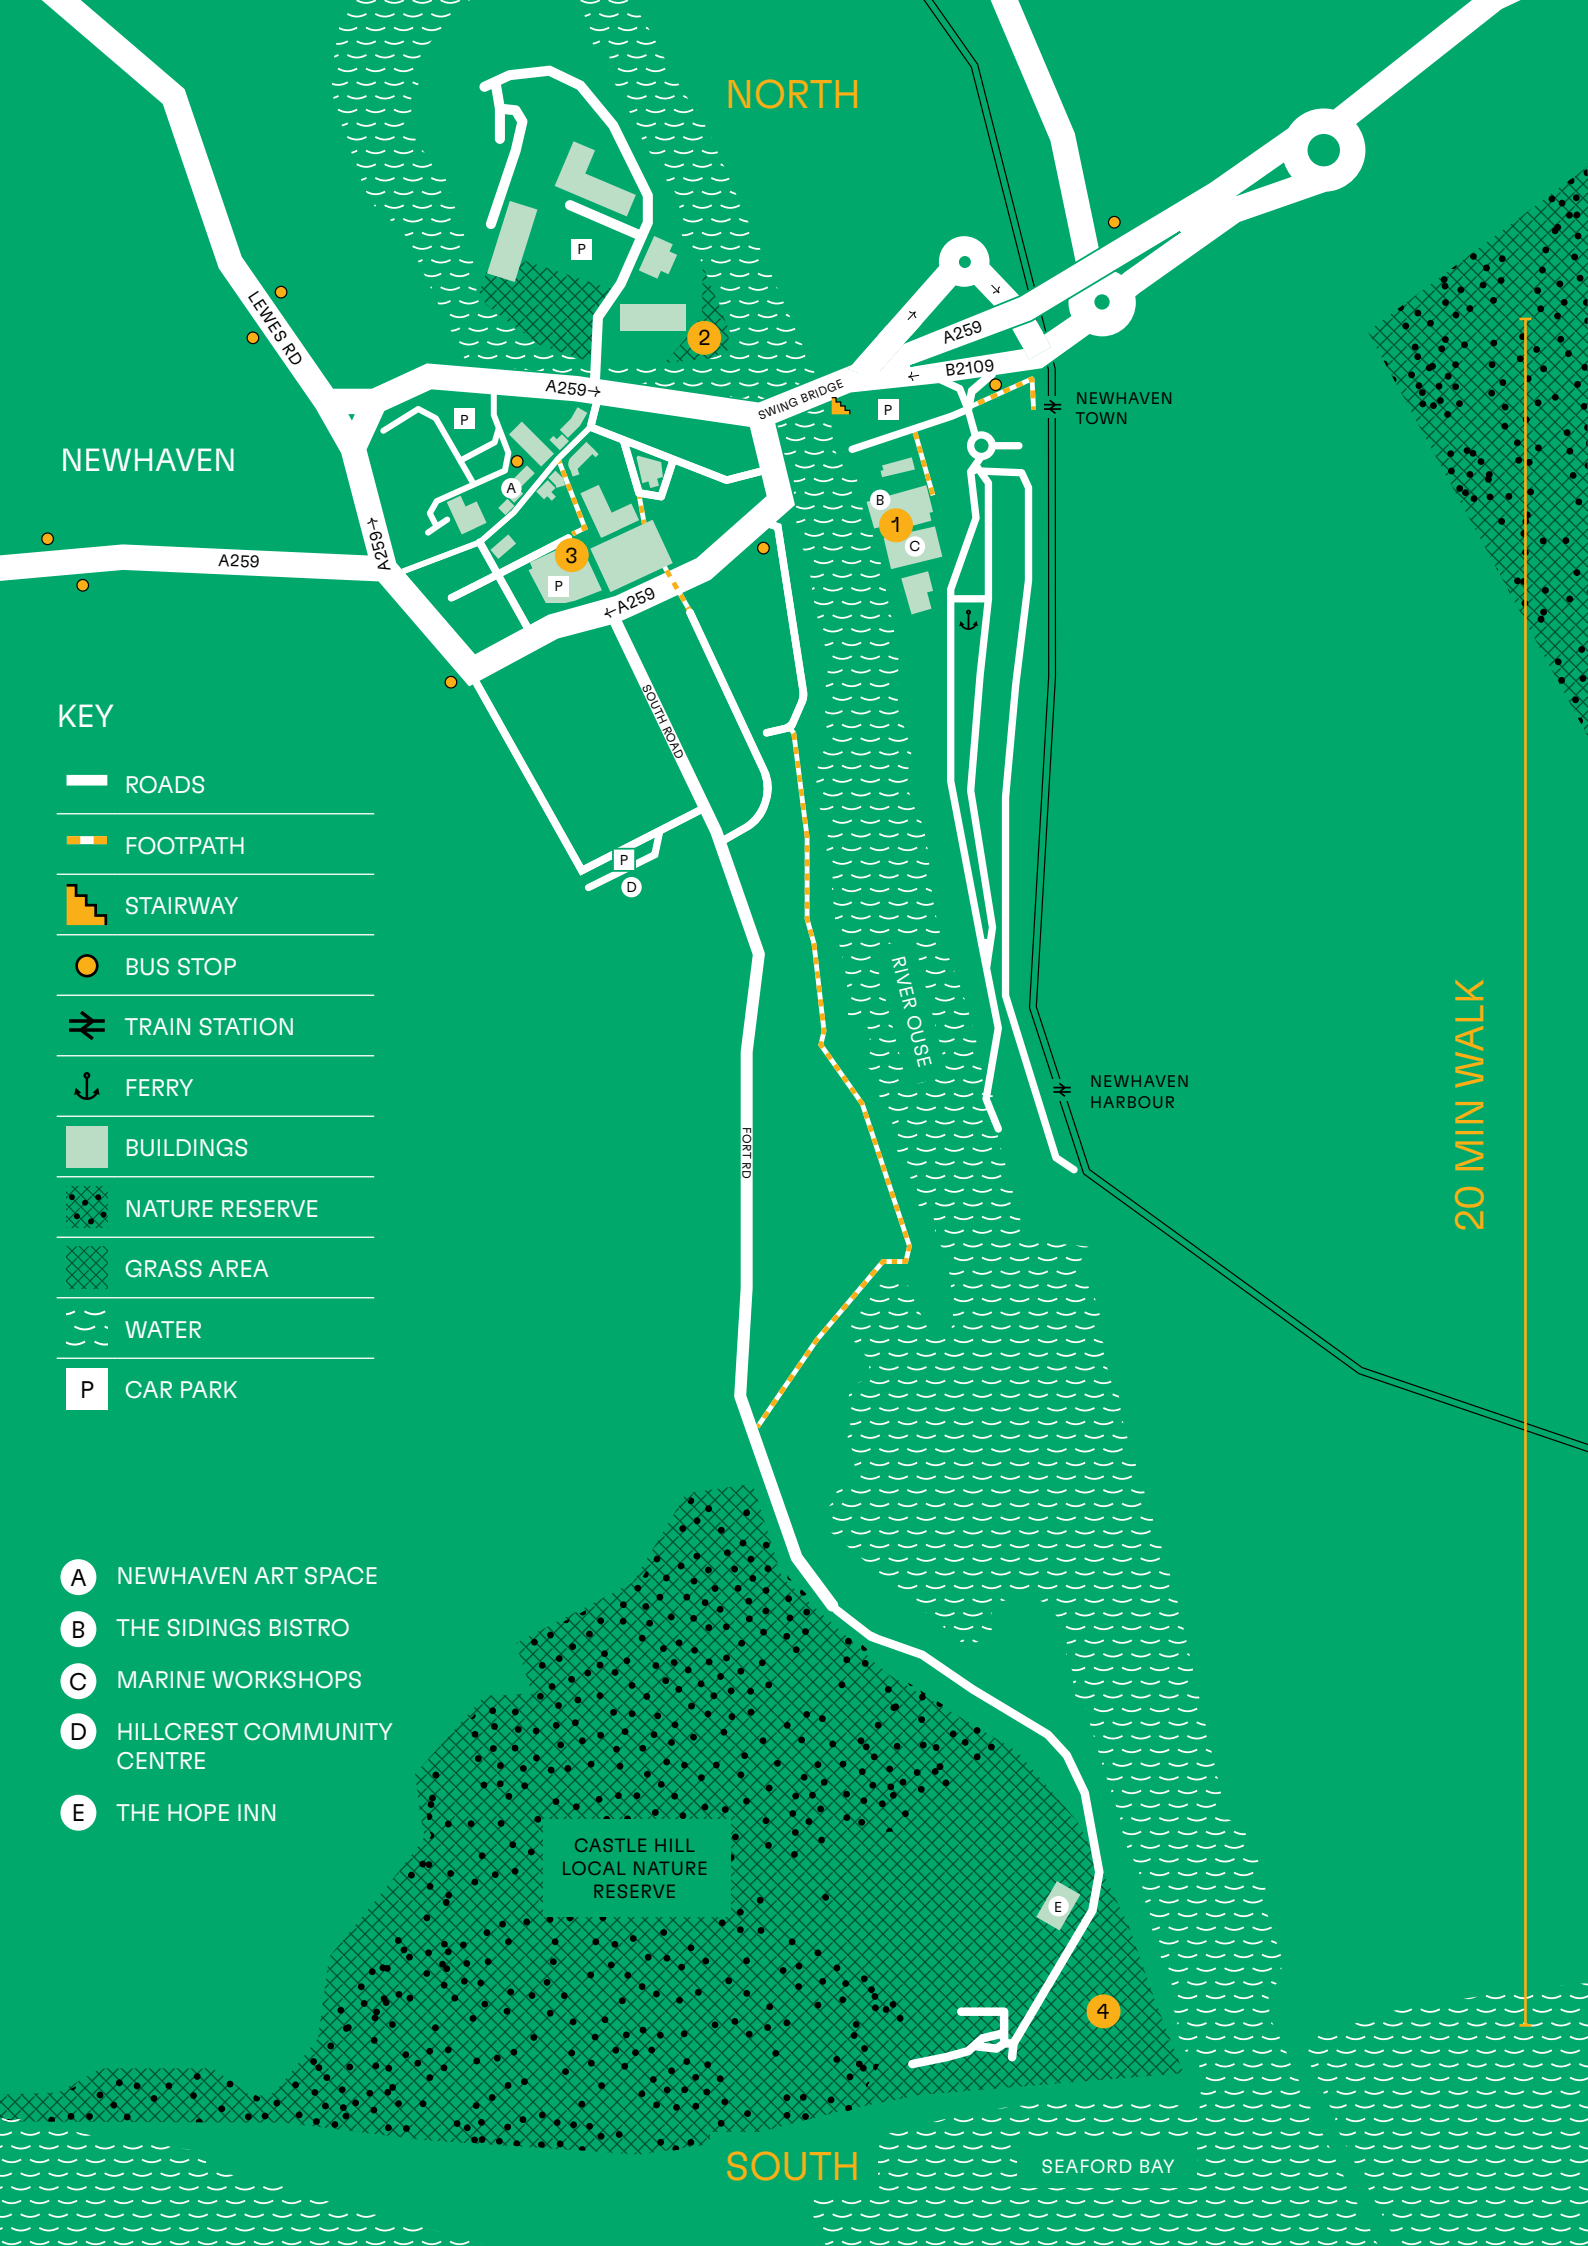 NORTH
P
LEWES RD
2
A259
A259
B2109
SWING BRIDGE
P
P
NEWHAVEN
TOWN
NEWHAVEN
A
B
1
C
A259
A259
3
P
A259
SOUTH ROAD
P
D
KEY
ROADS
FOOTPATH
STAIRWAY
BUS STOP
TRAIN STATION
FERRY
BUILDINGS
NATURE RESERVE
GRASS AREA
WATER
P CAR PARK
RIVER OUSE
NEWHAVEN
HARBOUR
FORT RD
20 MIN WALK
A NEWHAVEN ART SPACE
B THE SIDINGS BISTRO
C MARINE WORKSHOPS
D HILLCREST COMMUNITY
CENTRE
E THE HOPE INN
CASTLE HILL
LOCAL NATURE
RESERVE
E
4
SOUTH
SEAFORD BAY